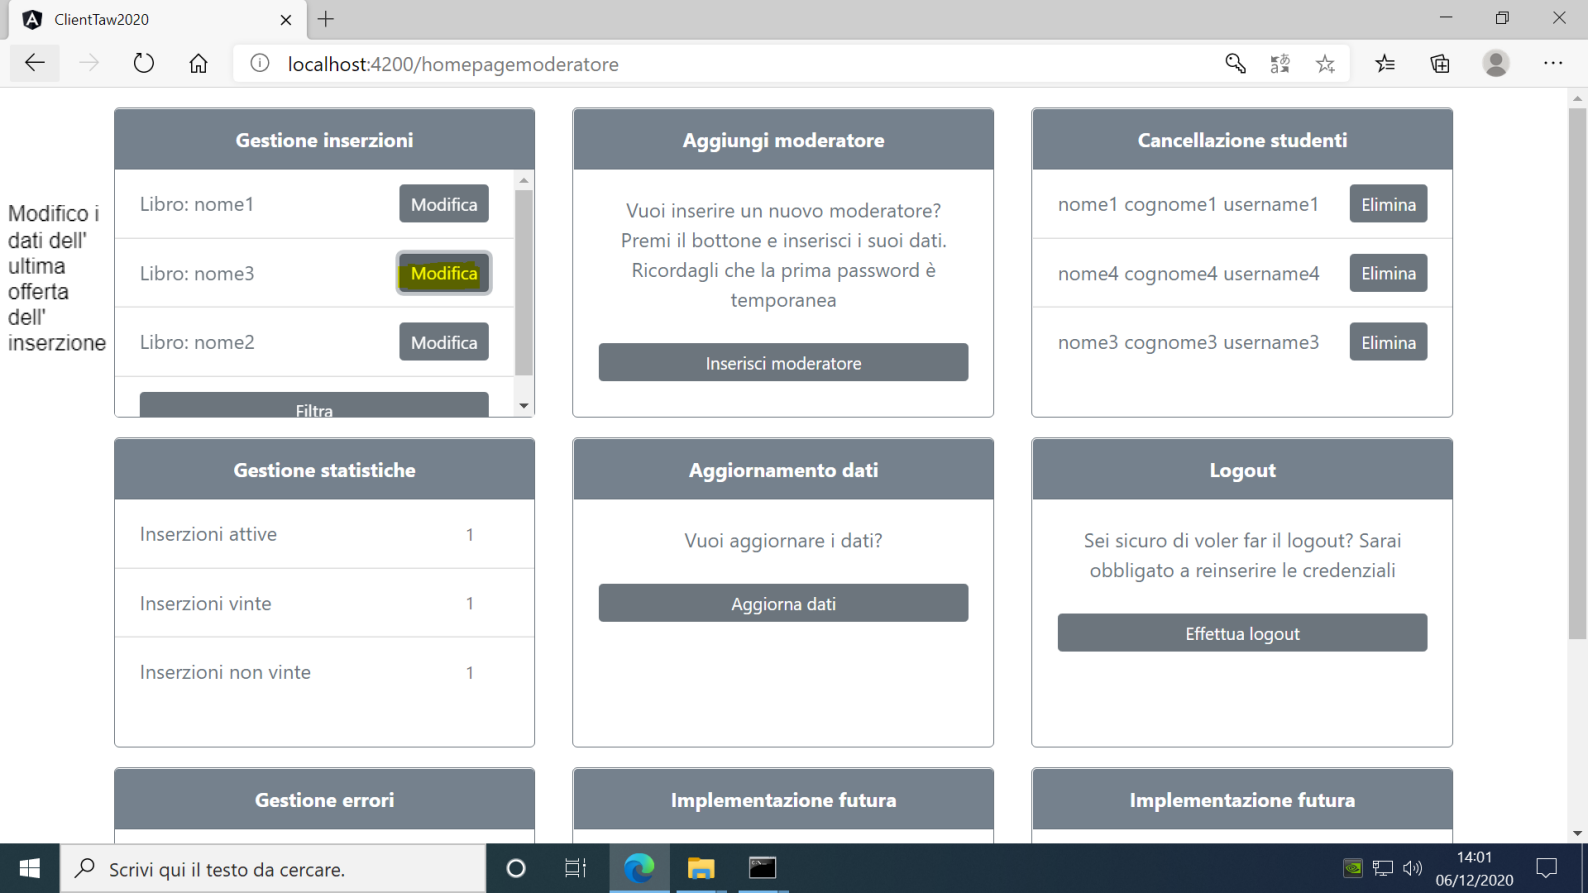 ClientTaw2020
localhost:4200/homepagemoderatore
Modifico i
dati dell'
ultima
offerta
dell'
inserzione
Gestione inserzioni
Libro: nome1 Modifica
Libro: nome3 Modifica
Libro: nome2 Modifica
Filtra
Aggiungi moderatore
Vuoi inserire un nuovo moderatore?
Premi il bottone e inserisci i suoi dati.
Ricordagli che la prima password è
temporanea
Inserisci moderatore
Cancellazione studenti
nome1 cognome1 username1 Elimina
nome4 cognome4 username4 Elimina
nome3 cognome3 username3 Elimina
Gestione statistiche
Inserzioni attive 1
Inserzioni vinte 1
Inserzioni non vinte 1
Aggiornamento dati
Vuoi aggiornare i dati?
Aggiorna dati
Logout
Sei sicuro di voler far il logout? Sarai
obbligato a reinserire le credenziali
Effettua logout
Gestione errori
Implementazione futura
Implementazione futura
Scrivi qui il testo da cercare.
14:01
06/12/2020